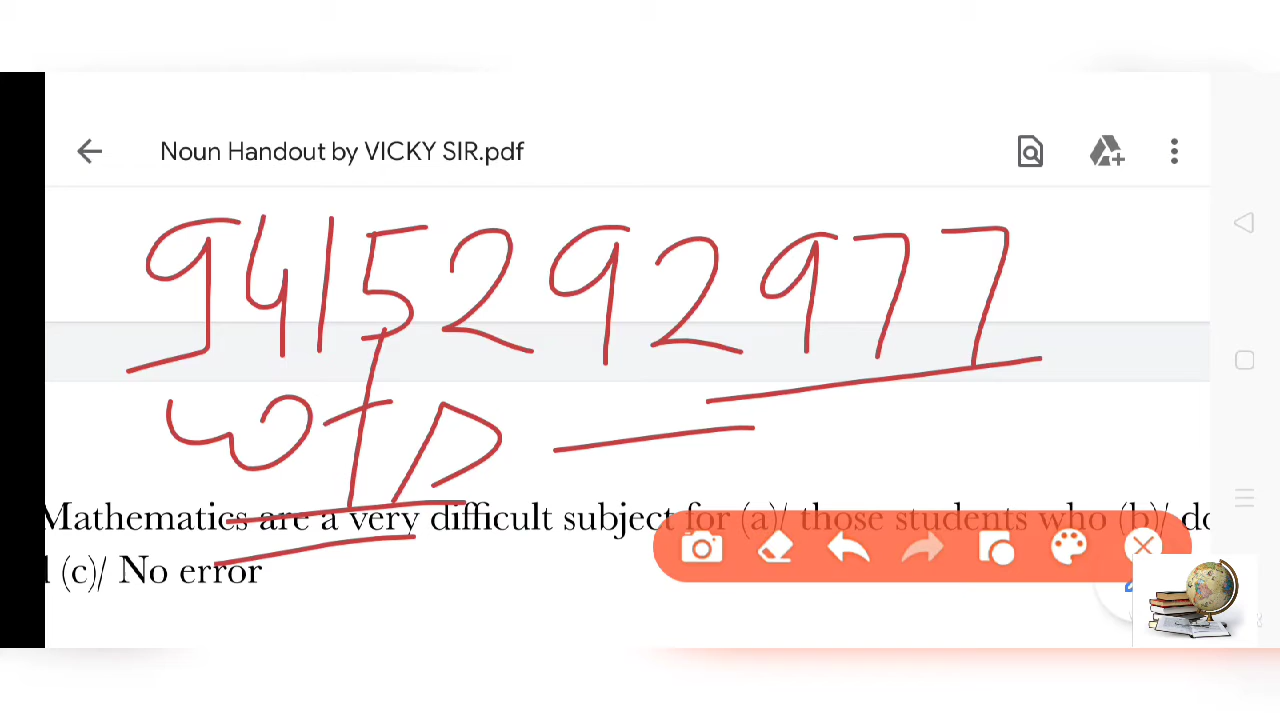 Noun Handout by VICKY SIR.pdf
9415292977
Mathematics are a very difficult subject for (a)/ those students who (b)/ do
(c)/ No error